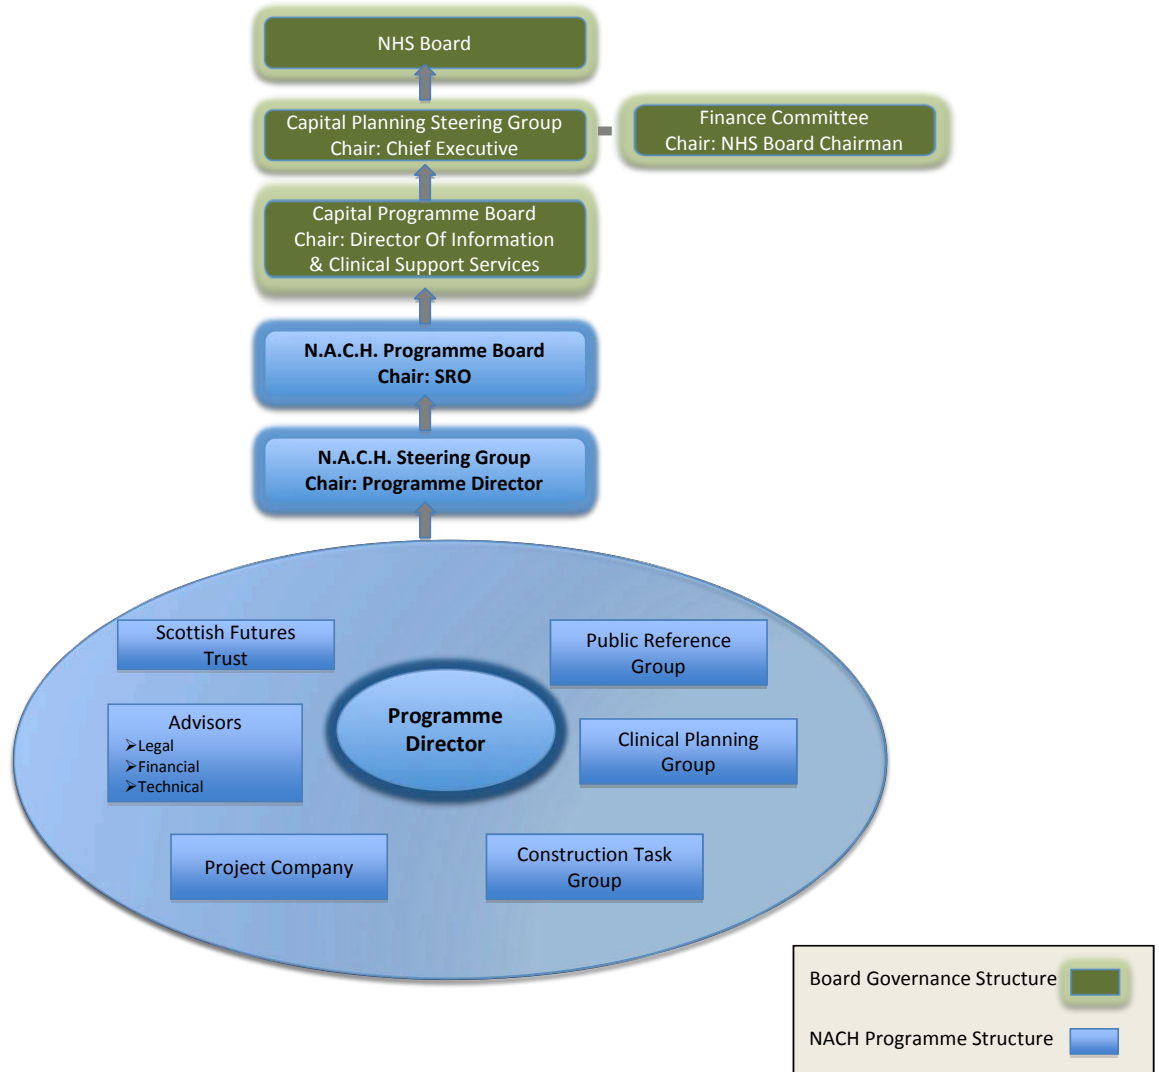 NHS Board
Capital Planning Steering Group
Chair: Chief Executive
Finance Committee
Chair: NHS Board Chairman
Capital Programme Board
Chair: Director Of Information
& Clinical Support Services
N.A.C.H. Programme Board
Chair: SRO
N.A.C.H. Steering Group
Chair: Programme Director
Scottish Futures
Trust
Public Reference
Group
Programme
Director
Advisors
➢Legal
➢Financial
➢Technical
Clinical Planning
Group
Project Company
Construction Task
Group
Board Governance Structure
NACH Programme Structure